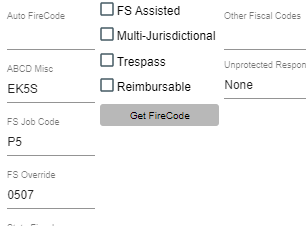 Auto FireCode
ABCD Misc
EK5S
FS Job Code
P5
FS Override
0507
FS Assisted
Multi-Jurisdictional
Trespass
Reimbursable
Get FireCode
Other Fiscal Codes
Unprotected Respon
None